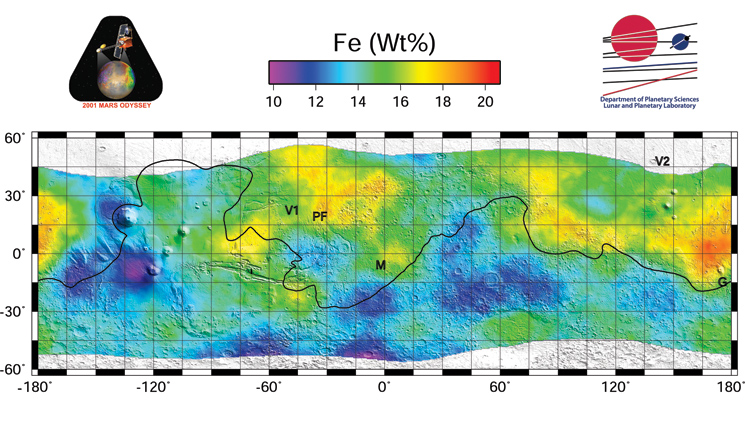 Fe (Wt%)
10 12 14 16 18 20
2001 MARS ODYSSEY
Department of Planetary Sciences
Lunar and Planetary Laboratory
60°
30°
0°
-30°
-60°
V2
V1
PF
M
G
-180° -120° -60° 0° 60° 120° 180°